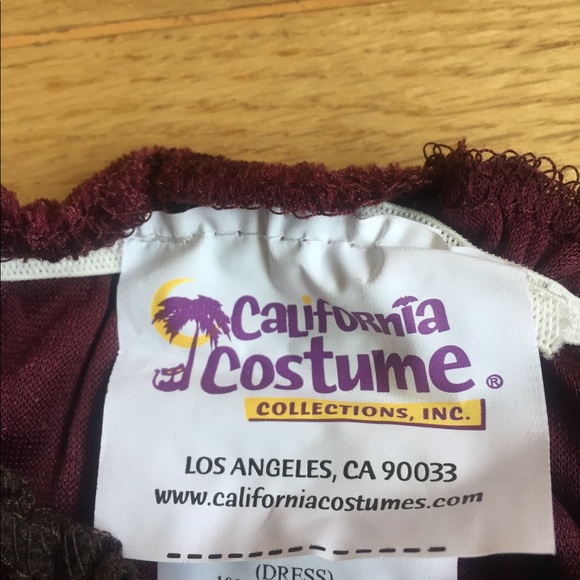 California
Costume ®
COLLECTIONS, INC.
LOS ANGELES, CA 90033
www.californiacostumes.com
(DRESS)